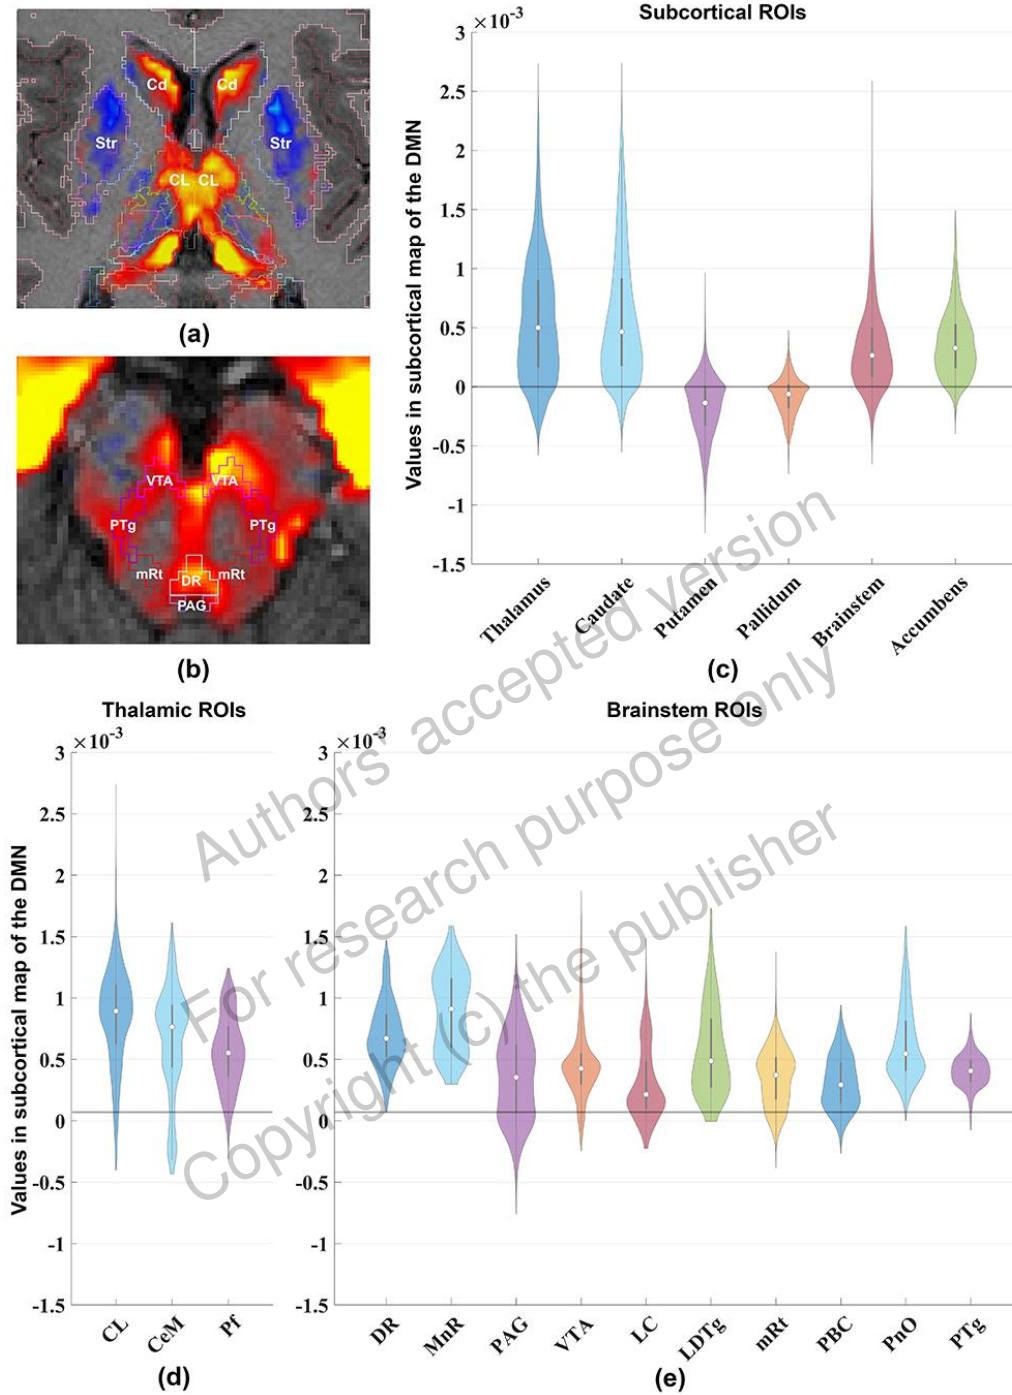 Cd
Cd
Str
Str
CL
CL
(a)
VTA
VTA
PTg
PTg
mRt
DR
mRt
PAG
(b)
Subcortical ROIs
×10-3
Values in subcortical map of the DMN
3
2.5
2
1.5
1
0.5
0
-0.5
-1
-1.5
Thalamus
Caudate
Putamen
Pallidum
Brainstem
Accumbens
(c)
Thalamic ROIs
×10-3
Values in subcortical map of the DMN
3
2.5
2
1.5
1
0.5
0
-0.5
-1
-1.5
CL
CeM
Pf
(d)
Brainstem ROIs
×10-3
3
2.5
2
1.5
1
0.5
0
-0.5
-1
-1.5
DR
MnR
PAG
VTA
LC
LDTg
mRt
PBC
PnO
PTg
(e)
Authors' accepted version
For research purpose only
Copyright (c) the publisher